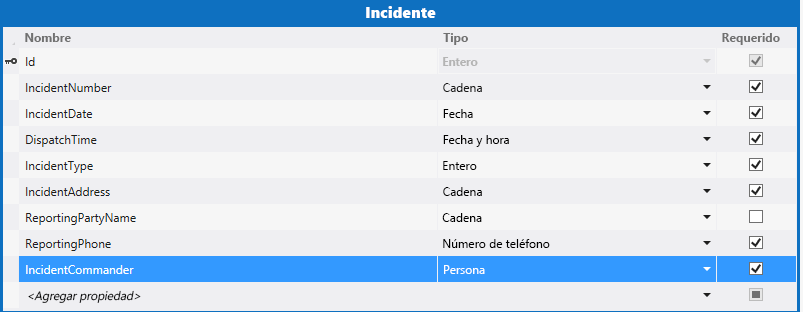 Incidente
Nombre Tipo Requerido
Id Entero
IncidentNumber Cadena
IncidentDate Fecha
DispatchTime Fecha y hora
IncidentType Entero
IncidentAddress Cadena
ReportingPartyName Cadena
ReportingPhone Número de teléfono
IncidentCommander Persona
<Agregar propiedad>